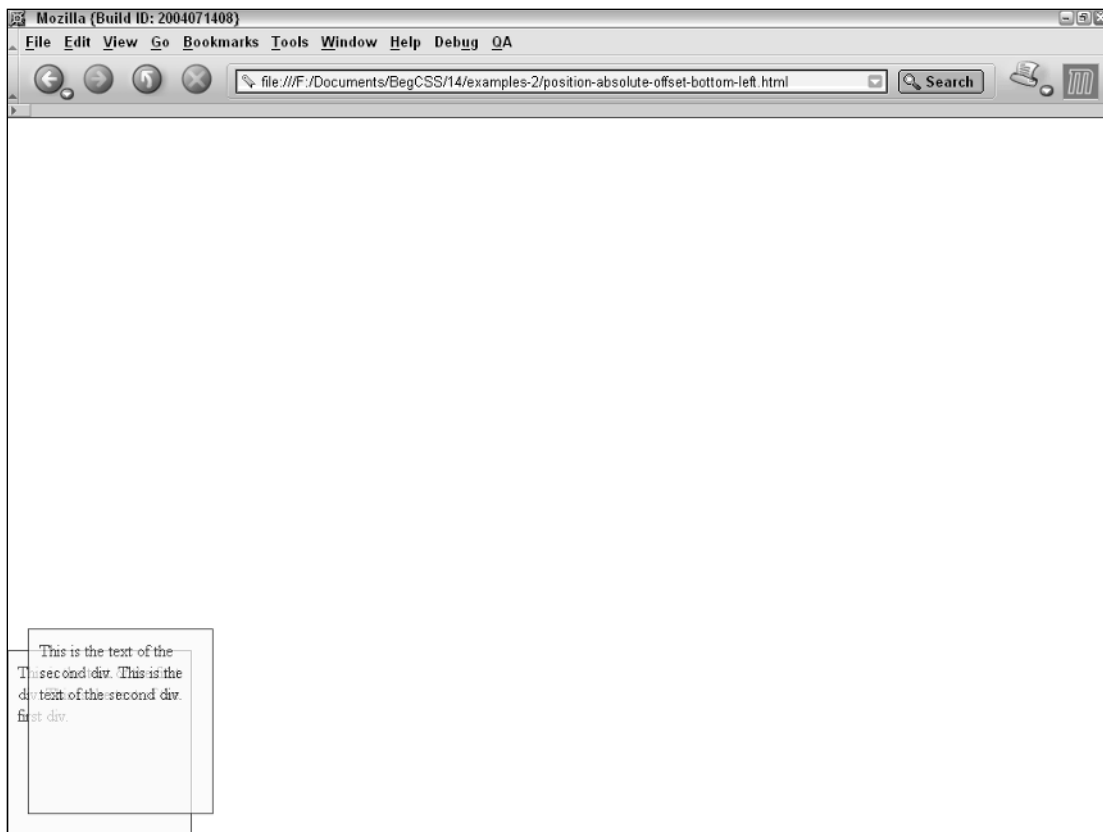 Mozilla {Build ID: 2004071408}
File Edit View Go Bookmarks Tools Window Help Debug QA
file:///F:/Documents/BegCSS/14/examples-2/position-absolute-offset-bottom-left.html
Search
This is the text of the
second div. This is the
text of the second div.
first div.